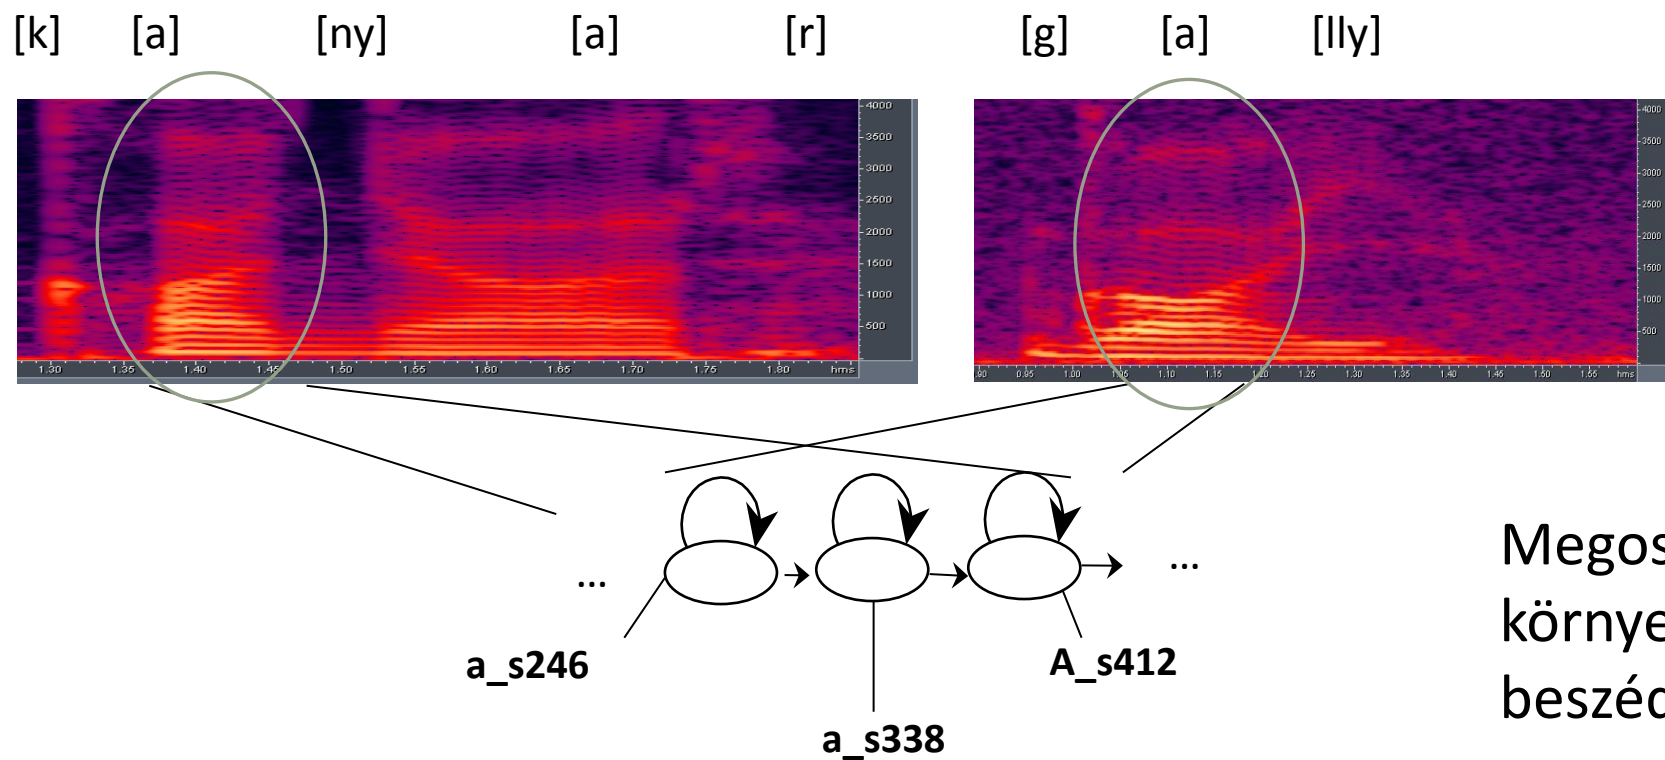 [k] [a] [ny] [a] [r] [g] [a] [lly]
4000
3500
3000
2500
2000
1500
1000
500
1.30 1.35 1.40 1.45 1.50 1.55 1.60 1.65 1.70 1.75 1.80 hms
4000
3500
3000
2500
2000
1500
1000
500
.90 0.95 1.00 1.05 1.10 1.15 1.20 1.25 1.30 1.35 1.40 1.45 1.50 1.55 hms
... ...
a_s246
a_s338
A_s412
Megos
környe
beszéd